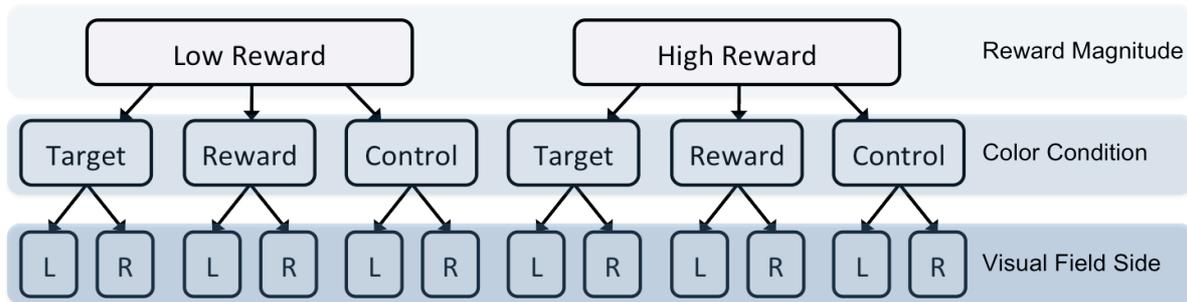 Low Reward High Reward Reward Magnitude
Target Reward Control Target Reward Control Color Condition
L R L R L R L R L R L R Visual Field Side